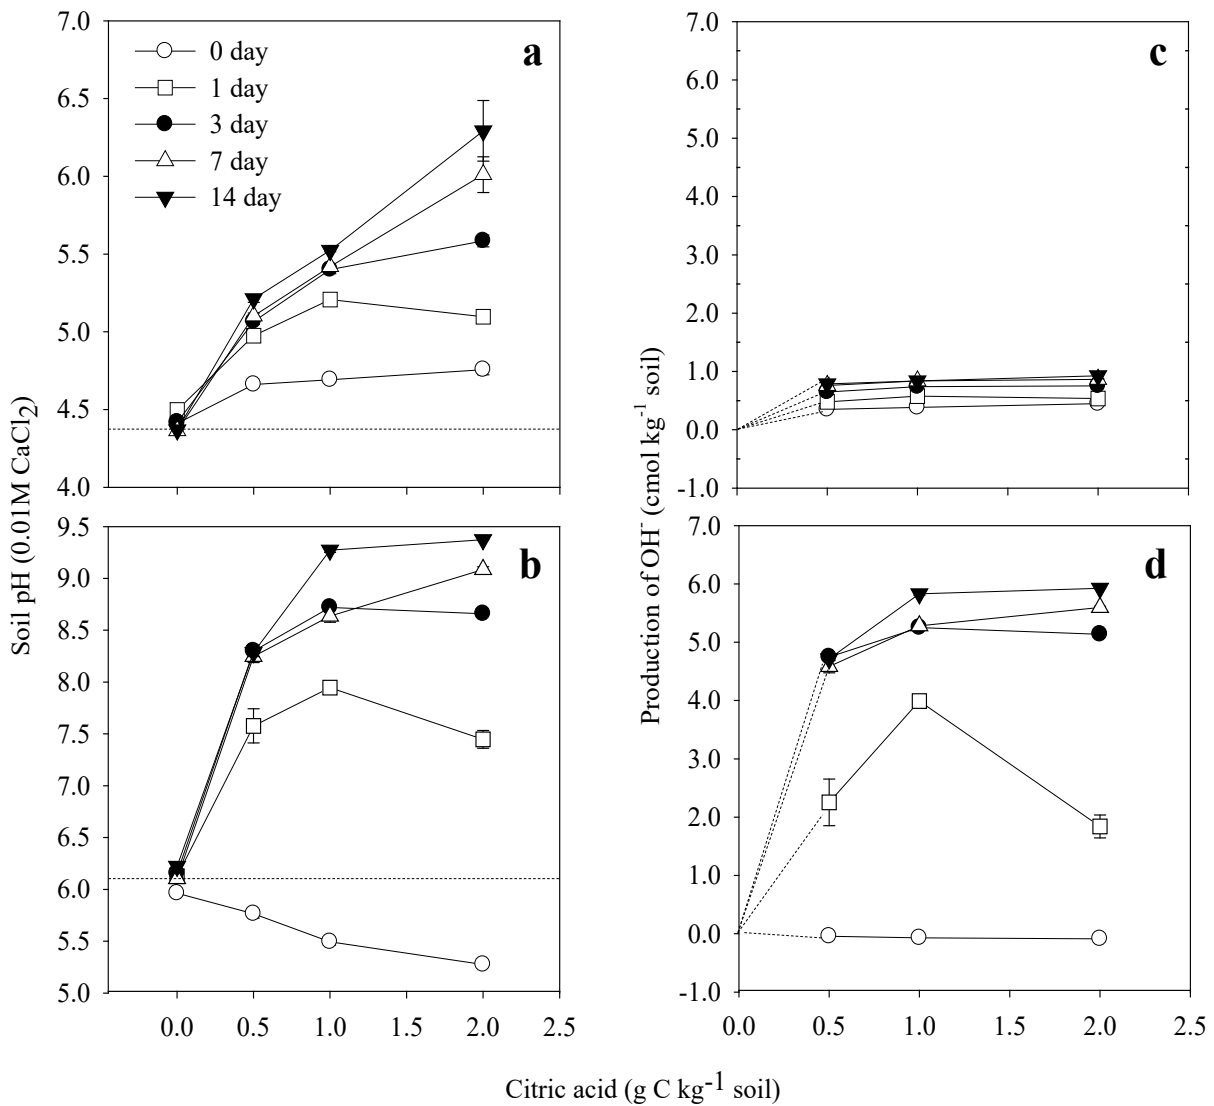 Soil pH (0.01M CaCl2)
7.0
6.5
6.0
5.5
5.0
4.5
4.0
a
0 day
1 day
3 day
7 day
14 day
9.5
9.0
8.5
8.0
7.5
7.0
6.5
6.0
5.5
5.0
b
0.0 0.5 1.0 1.5 2.0 2.5
Production of OH- (cmol kg-1 soil)
7.0
6.0
5.0
4.0
3.0
2.0
1.0
0.0
-1.0
c
7.0
6.0
5.0
4.0
3.0
2.0
1.0
0.0
-1.0
d
0.0 0.5 1.0 1.5 2.0 2.5
Citric acid (g C kg-1 soil)